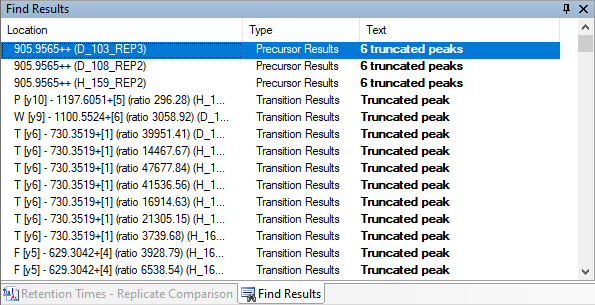 Find Results
Location Type Text
905.9565++ (D_103_REP3) Precursor Results 6 truncated peaks
905.9565++ (D_108_REP2) Precursor Results 6 truncated peaks
905.9565++ (H_159_REP2) Precursor Results 6 truncated peaks
P [y10] - 1197.6051+[5] (ratio 296.28) (H_1... Transition Results Truncated peak
W [y9] - 1100.5524+[6] (ratio 3058.92) (D_1... Transition Results Truncated peak
T [y6] - 730.3519+[1] (ratio 39951.41) (D_1... Transition Results Truncated peak
T [y6] - 730.3519+[1] (ratio 14467.67) (H_1... Transition Results Truncated peak
T [y6] - 730.3519+[1] (ratio 47677.84) (H_1... Transition Results Truncated peak
T [y6] - 730.3519+[1] (ratio 41536.56) (H_1... Transition Results Truncated peak
T [y6] - 730.3519+[1] (ratio 16914.63) (H_1... Transition Results Truncated peak
T [y6] - 730.3519+[1] (ratio 21305.15) (H_1... Transition Results Truncated peak
T [y6] - 730.3519+[1] (ratio 3739.68) (H_16... Transition Results Truncated peak
F [y5] - 629.3042+[4] (ratio 3928.79) (H_16... Transition Results Truncated peak
F [y5] - 629.3042+[4] (ratio 6538.54) (H_16... Transition Results Truncated peak
Retention Times - Replicate Comparison Find Results